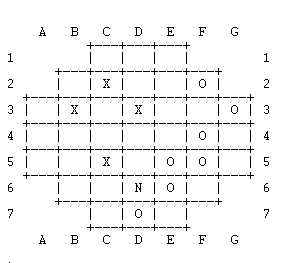 A B C D E F G
+---+---+---+
1 | | | | 1
+---+---+---+---+---+
2 | | X | | | O | 2
+---+---+---+---+---+---+---+
3 | | X | | X | | | O | 3
+---+---+---+---+---+---+---+
4 | | | | | | O | | 4
+---+---+---+---+---+---+---+
5 | | | X | | O | O | | 5
+---+---+---+---+---+---+---+
6 | | | N | O | | 6
+---+---+---+---+---+
7 | | O | | 7
+---+---+---+
A B C D E F G